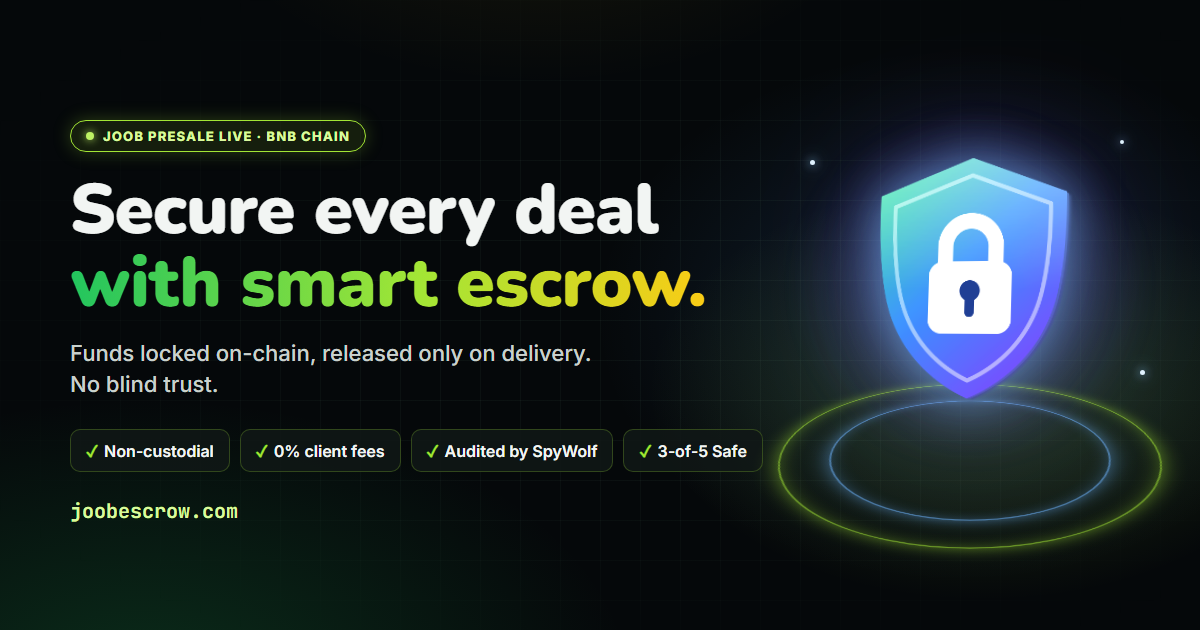 JOOB PRESALE LIVE · BNB CHAIN
Secure every deal
with smart escrow.
Funds locked on-chain, released only on delivery.
No blind trust.
✓ Non-custodial ✓ 0% client fees ✓ Audited by SpyWolf ✓ 3-of-5 Safe
joobescrow.com